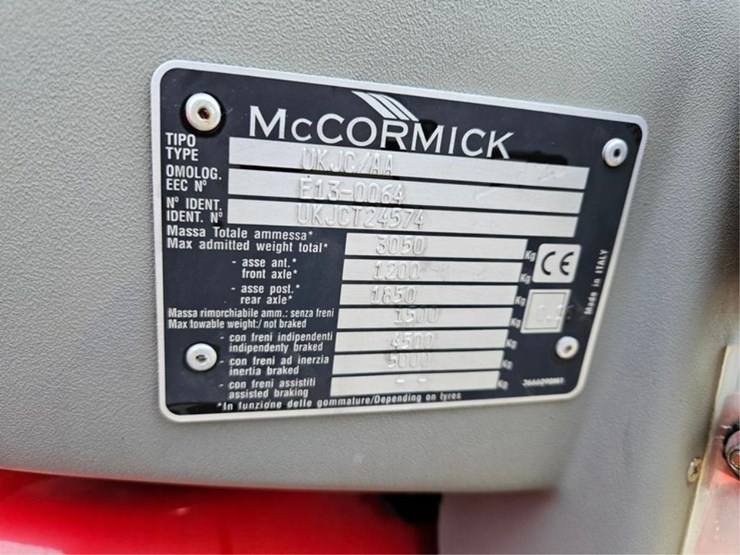 McCORMICK
TIPO
TYPE
UKJC/AA
OMOLOG.
EEC N°
E13-0064
N° IDENT.
IDENT. N°
UKJCT24574
Massa Totale ammessa*
Max admitted weight total*
3050 Kg
- asse ant.*
front axle*
1200 Kg
- asse post.*
rear axle*
1850 Kg
Massa rimorchiabile amm.: senza freni
Max towable weight:/ not braked
1500 Kg
- con freni indipendenti
indipendenty braked
4500 Kg
- con freni ad inerzia
inertia braked
5000 Kg
- con freni assistiti
assisted braking
- - Kg
*In funzione delle gommature/Depending on tyres
CE
Made in ITALY